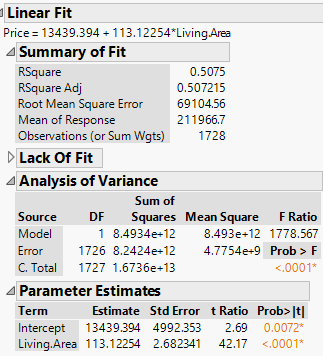 Linear Fit
Price = 13439.394 + 113.12254*Living.Area
Summary of Fit
RSquare 0.5075
RSquare Adj 0.507215
Root Mean Square Error 69104.56
Mean of Response 211966.7
Observations (or Sum Wgts) 1728
Lack Of Fit
Analysis of Variance
Sum of
Source DF Squares Mean Square F Ratio
Model 1 8.4934e+12 8.493e+12 1778.567
Error 1726 8.2424e+12 4.7754e+9 Prob > F
C. Total 1727 1.6736e+13 <.0001*
Parameter Estimates
Term Estimate Std Error t Ratio Prob>|t|
Intercept 13439.394 4992.353 2.69 0.0072*
Living.Area 113.12254 2.682341 42.17 <.0001*